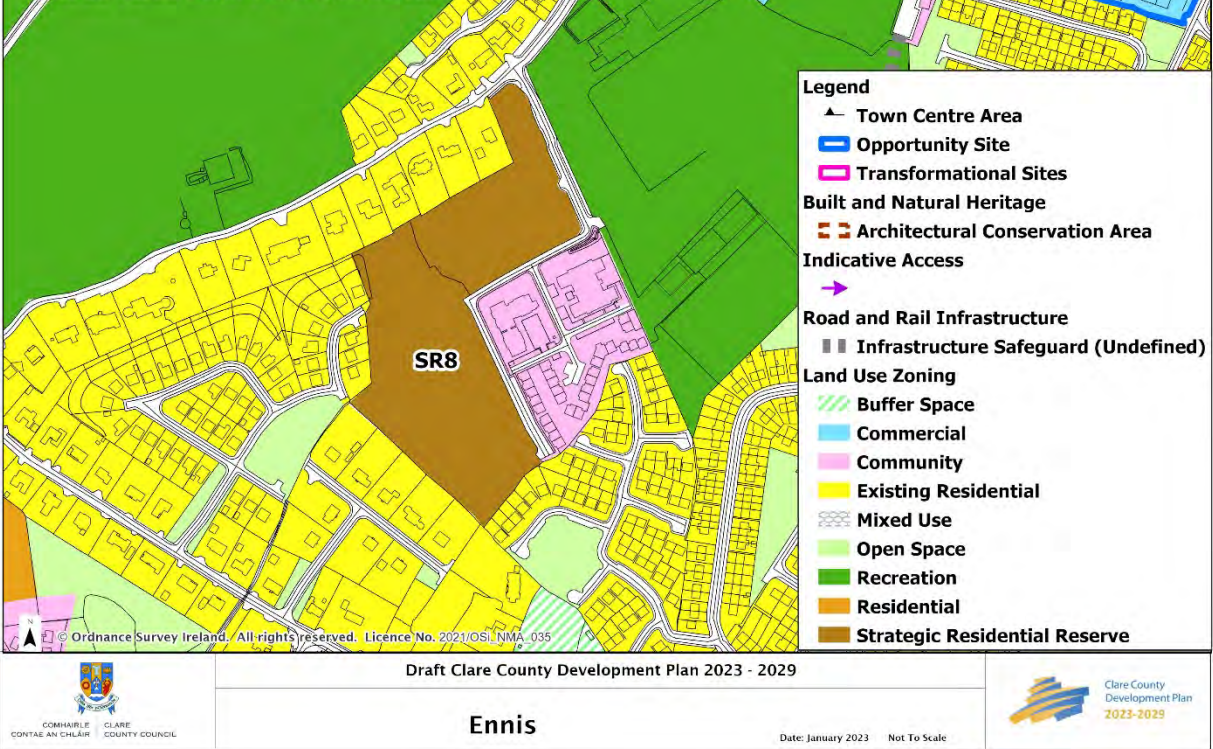 SR8
Legend
Town Centre Area
Opportunity Site
Transformational Sites
Built and Natural Heritage
Architectural Conservation Area
Indicative Access
Road and Rail Infrastructure
Infrastructure Safeguard (Undefined)
Land Use Zoning
Buffer Space
Commercial
Community
Existing Residential
Mixed Use
Open Space
Recreation
Residential
Strategic Residential Reserve
N
© Ordnance Survey Ireland. All rights reserved. Licence No. 2021/OSi_NMA_035
COMHAIRLE CLARE
CONTAE AN CHLÁIR COUNTY COUNCIL
Draft Clare County Development Plan 2023 - 2029
Ennis
Date: January 2023 Not To Scale
Clare County
Development Plan
2023-2029